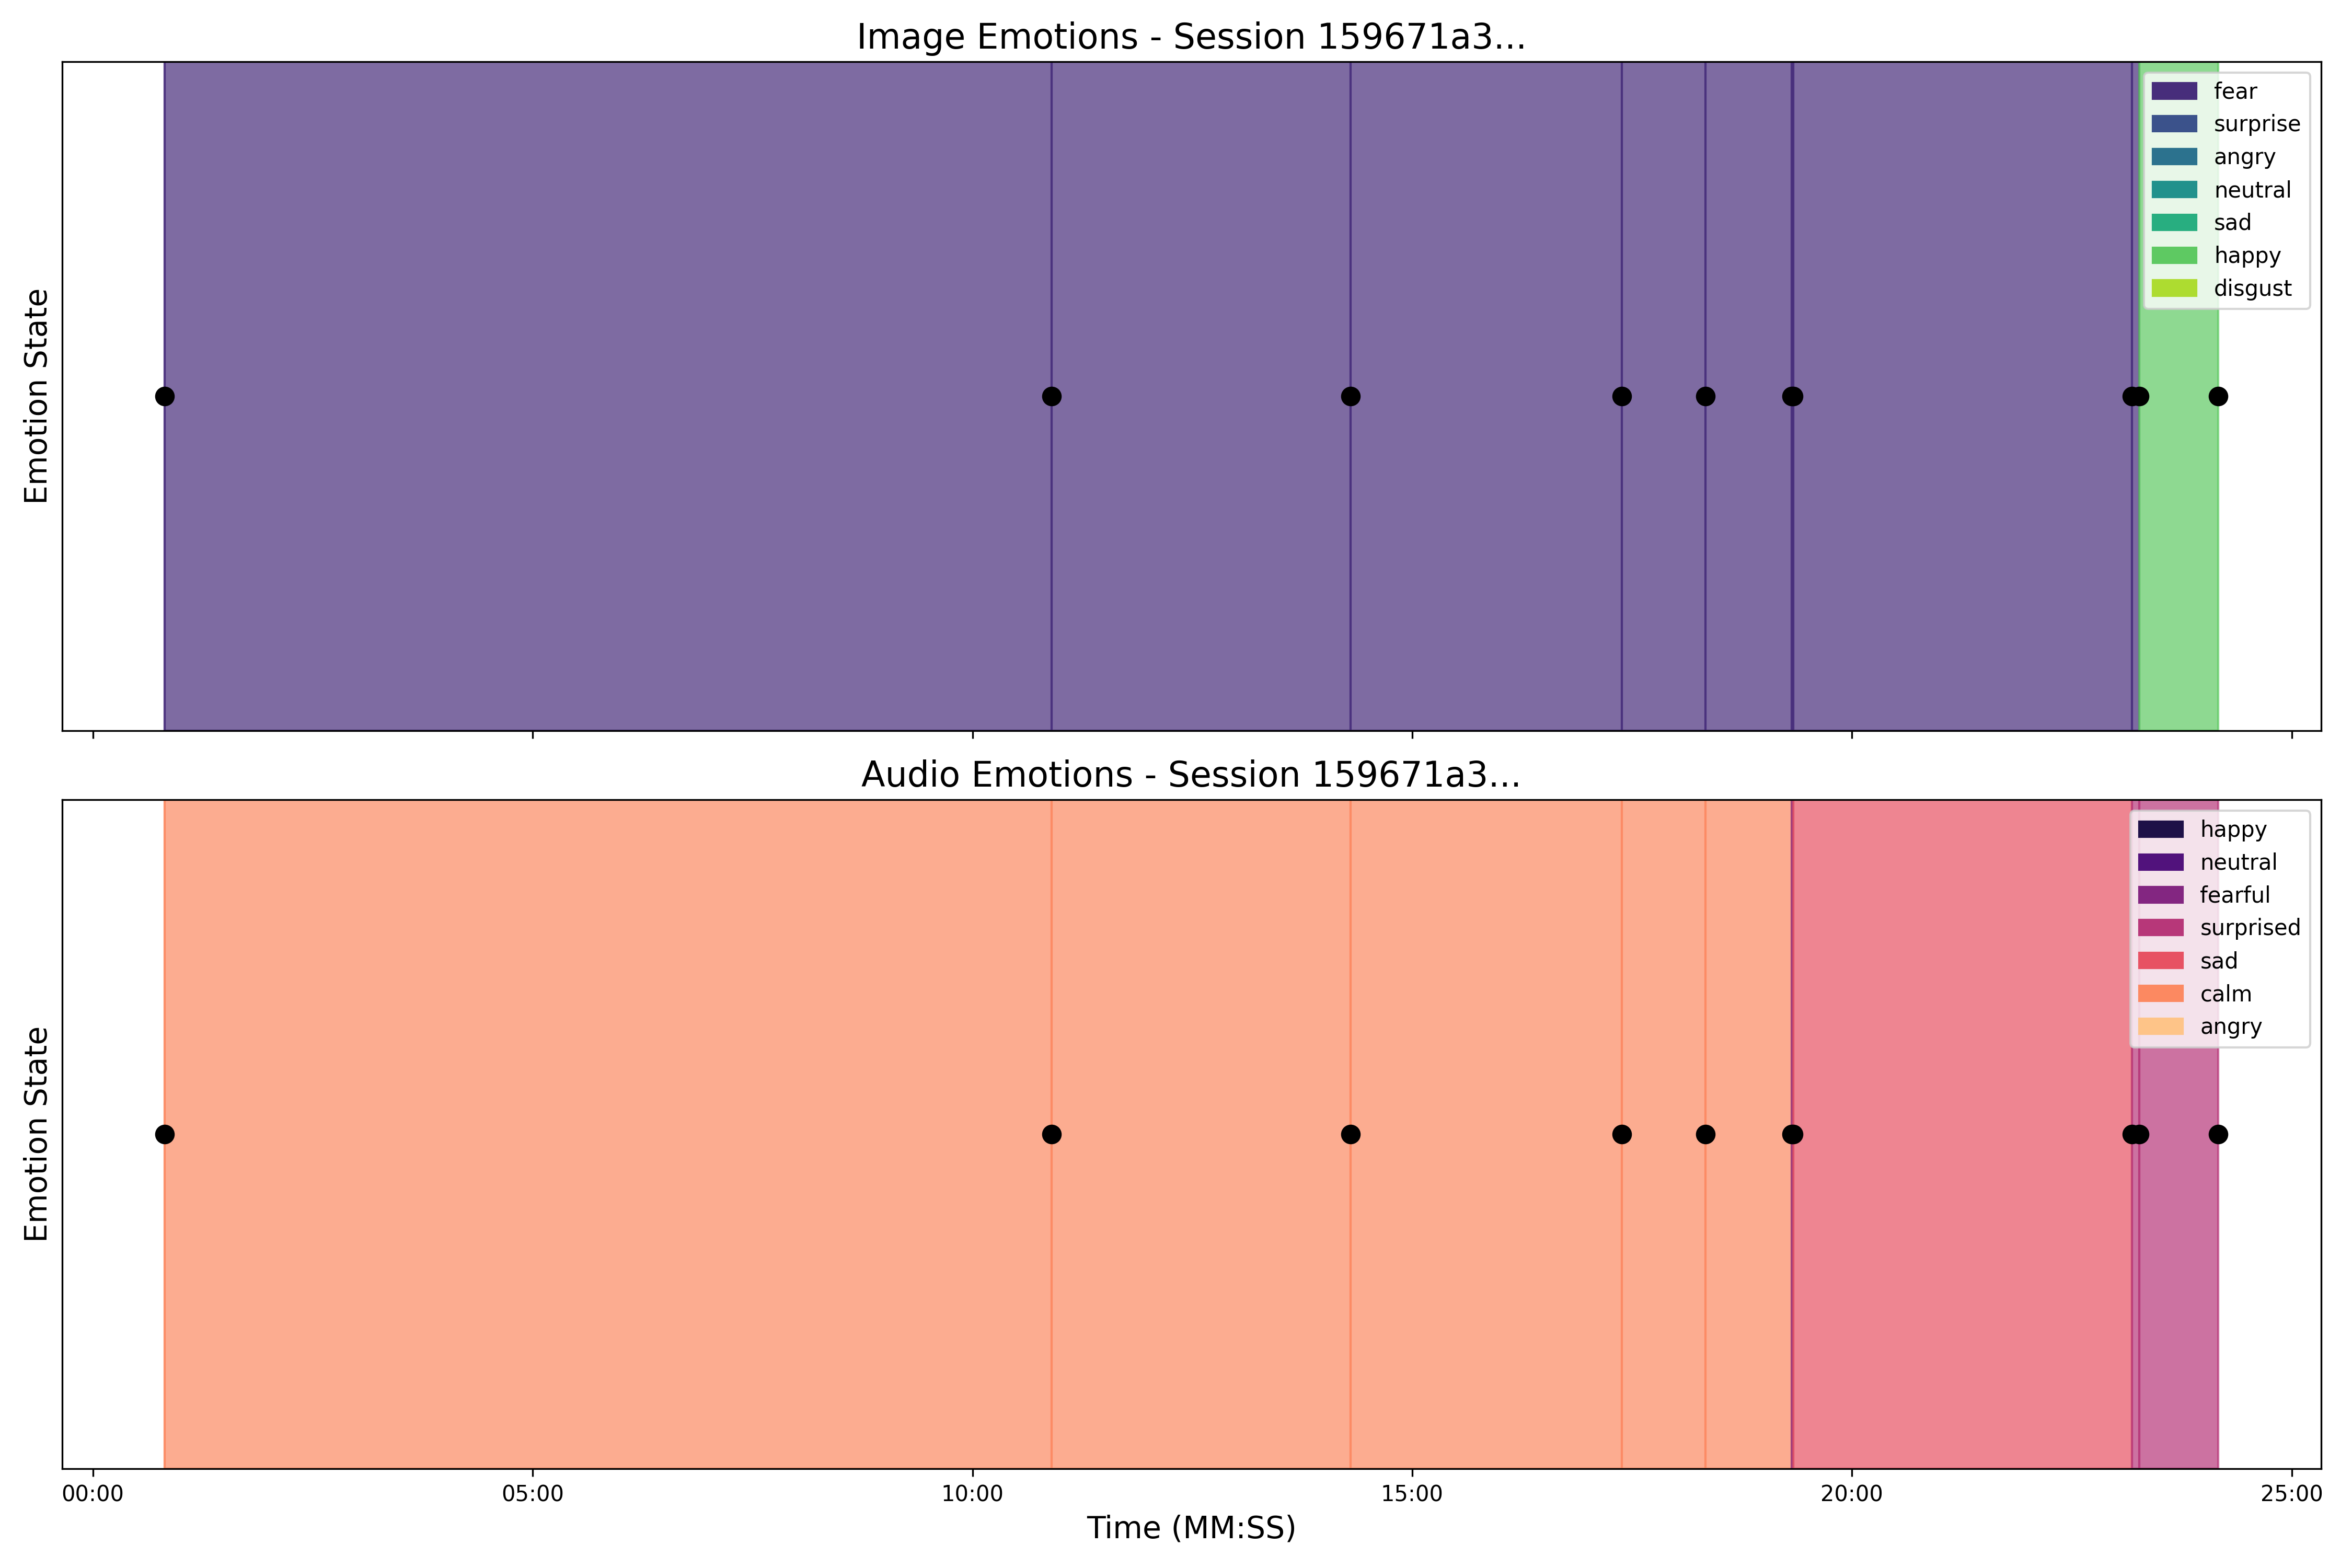 Image Emotions - Session 159671a3...
Emotion State
fear
surprise
angry
neutral
sad
happy
disgust
Audio Emotions - Session 159671a3...
Emotion State
happy
neutral
fearful
surprised
sad
calm
angry
00:00 05:00 10:00 15:00 20:00 25:00
Time (MM:SS)